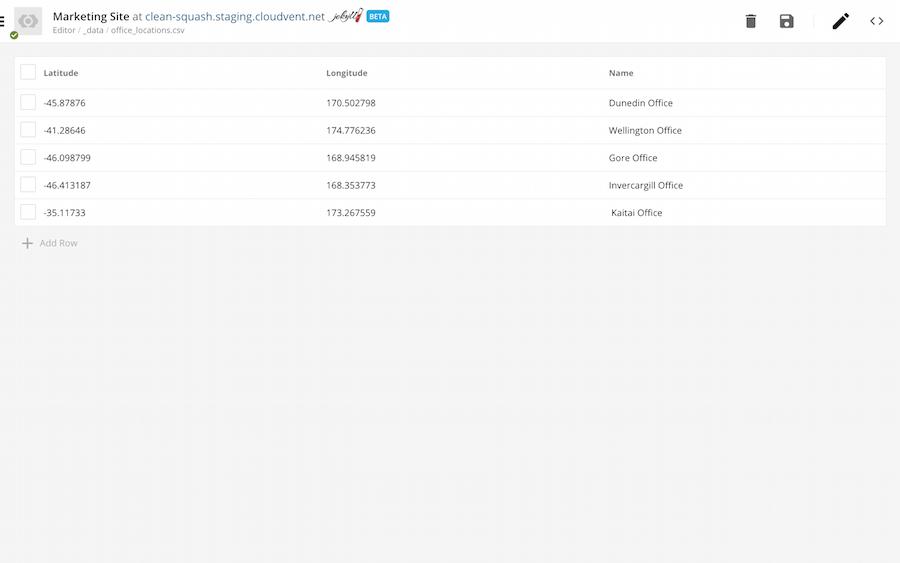 Marketing Site at clean-squash.staging.cloudvent.net jekyll BETA
Editor / _data / office_locations.csv
Latitude Longitude Name
-45.87876 170.502798 Dunedin Office
-41.28646 174.776236 Wellington Office
-46.098799 168.945819 Gore Office
-46.413187 168.353773 Invercargill Office
-35.11733 173.267559 Kaitai Office
Add Row